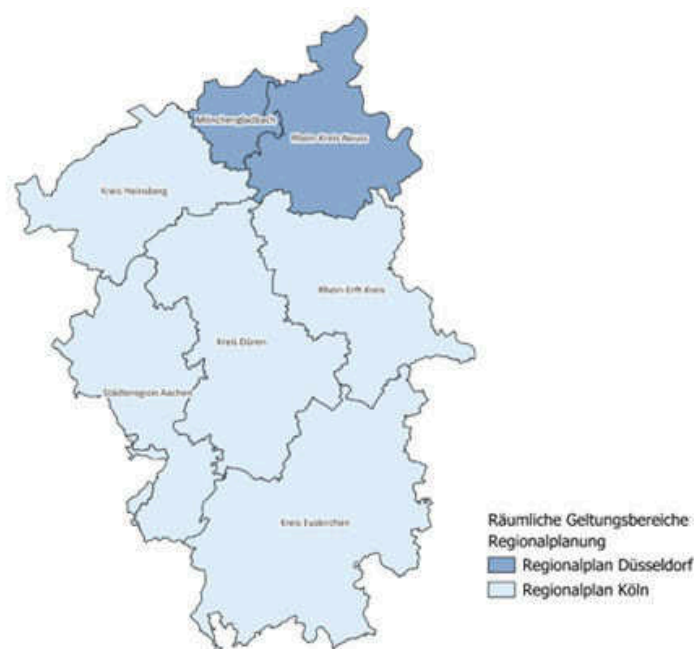 Mönchengladbach
Rhein-Kreis Neuss
Kreis Heinsberg
Rhein-Erft-Kreis
Kreis Düren
Städteregion Aachen
Kreis Euskirchen
Räumliche Geltungsbereiche
Regionalplanung
Regionalplan Düsseldorf
Regionalplan Köln